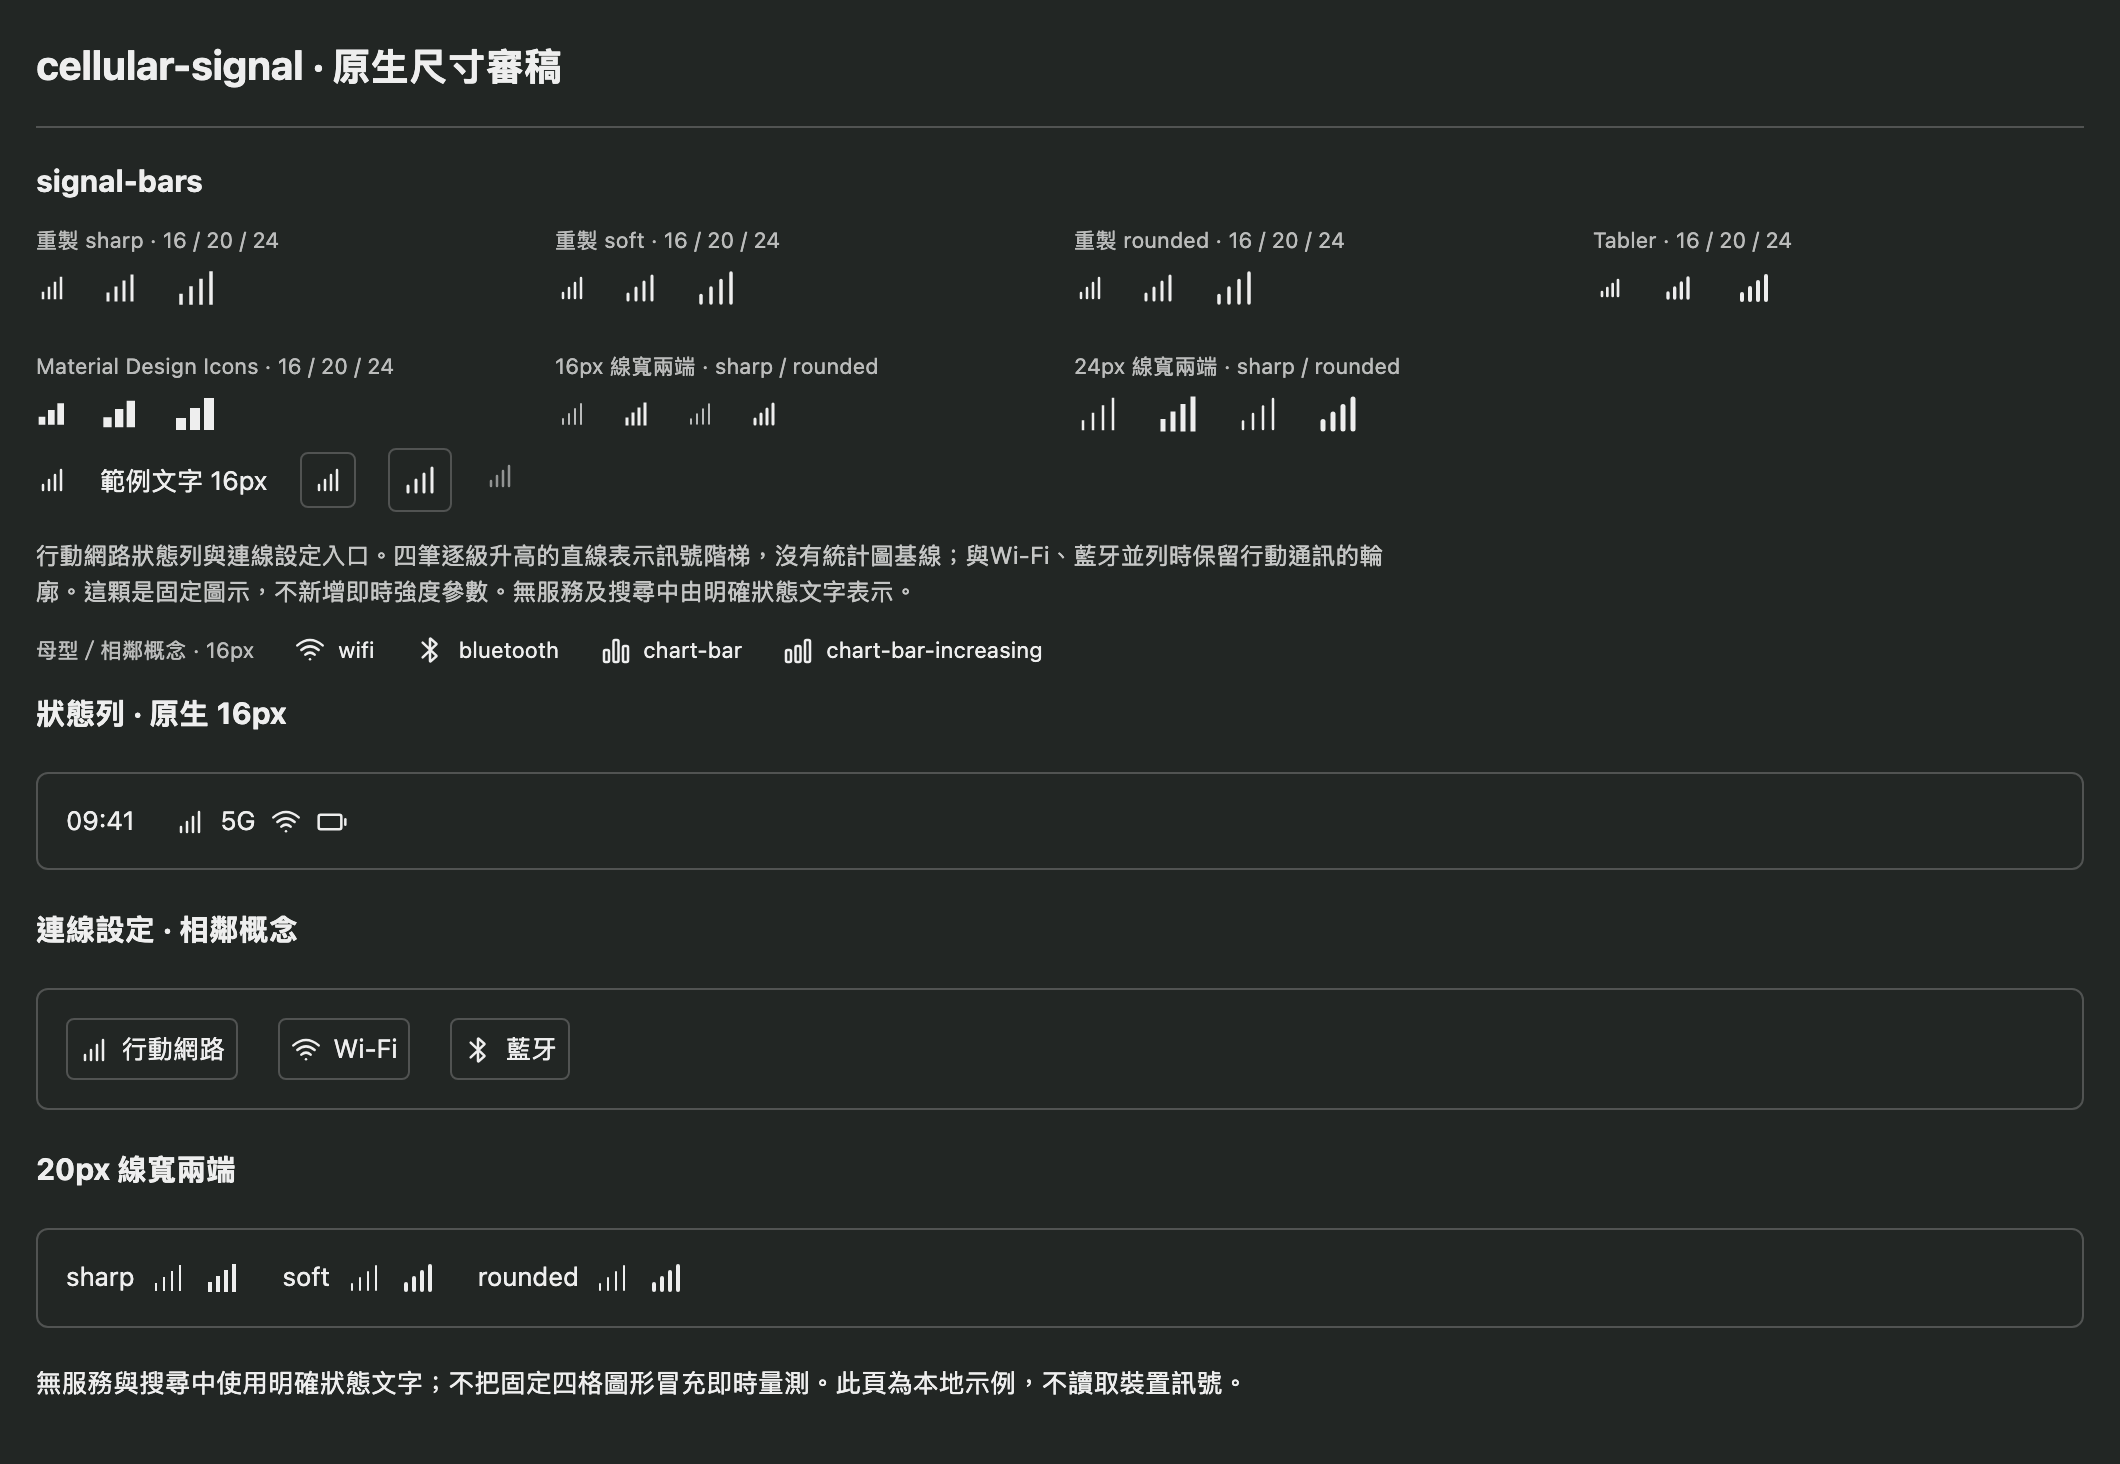 cellular-signal · 原生尺寸審稿
signal-bars
重製 sharp · 16 / 20 / 24
重製 soft · 16 / 20 / 24
重製 rounded · 16 / 20 / 24
Tabler · 16 / 20 / 24
Material Design Icons · 16 / 20 / 24
16px 線寬兩端 · sharp / rounded
24px 線寬兩端 · sharp / rounded
範例文字 16px
行動網路狀態列與連線設定入口。四筆逐級升高的直線表示訊號階梯，沒有統計圖基線；與Wi-Fi、藍牙並列時保留行動通訊的輪
廓。這顆是固定圖示，不新增即時強度參數。無服務及搜尋中由明確狀態文字表示。
母型 / 相鄰概念 · 16px wifi bluetooth chart-bar chart-bar-increasing
狀態列 · 原生 16px
09:41 5G
連線設定 · 相鄰概念
行動網路 Wi-Fi 藍牙
20px 線寬兩端
sharp soft rounded
無服務與搜尋中使用明確狀態文字；不把固定四格圖形冒充即時量測。此頁為本地示例，不讀取裝置訊號。